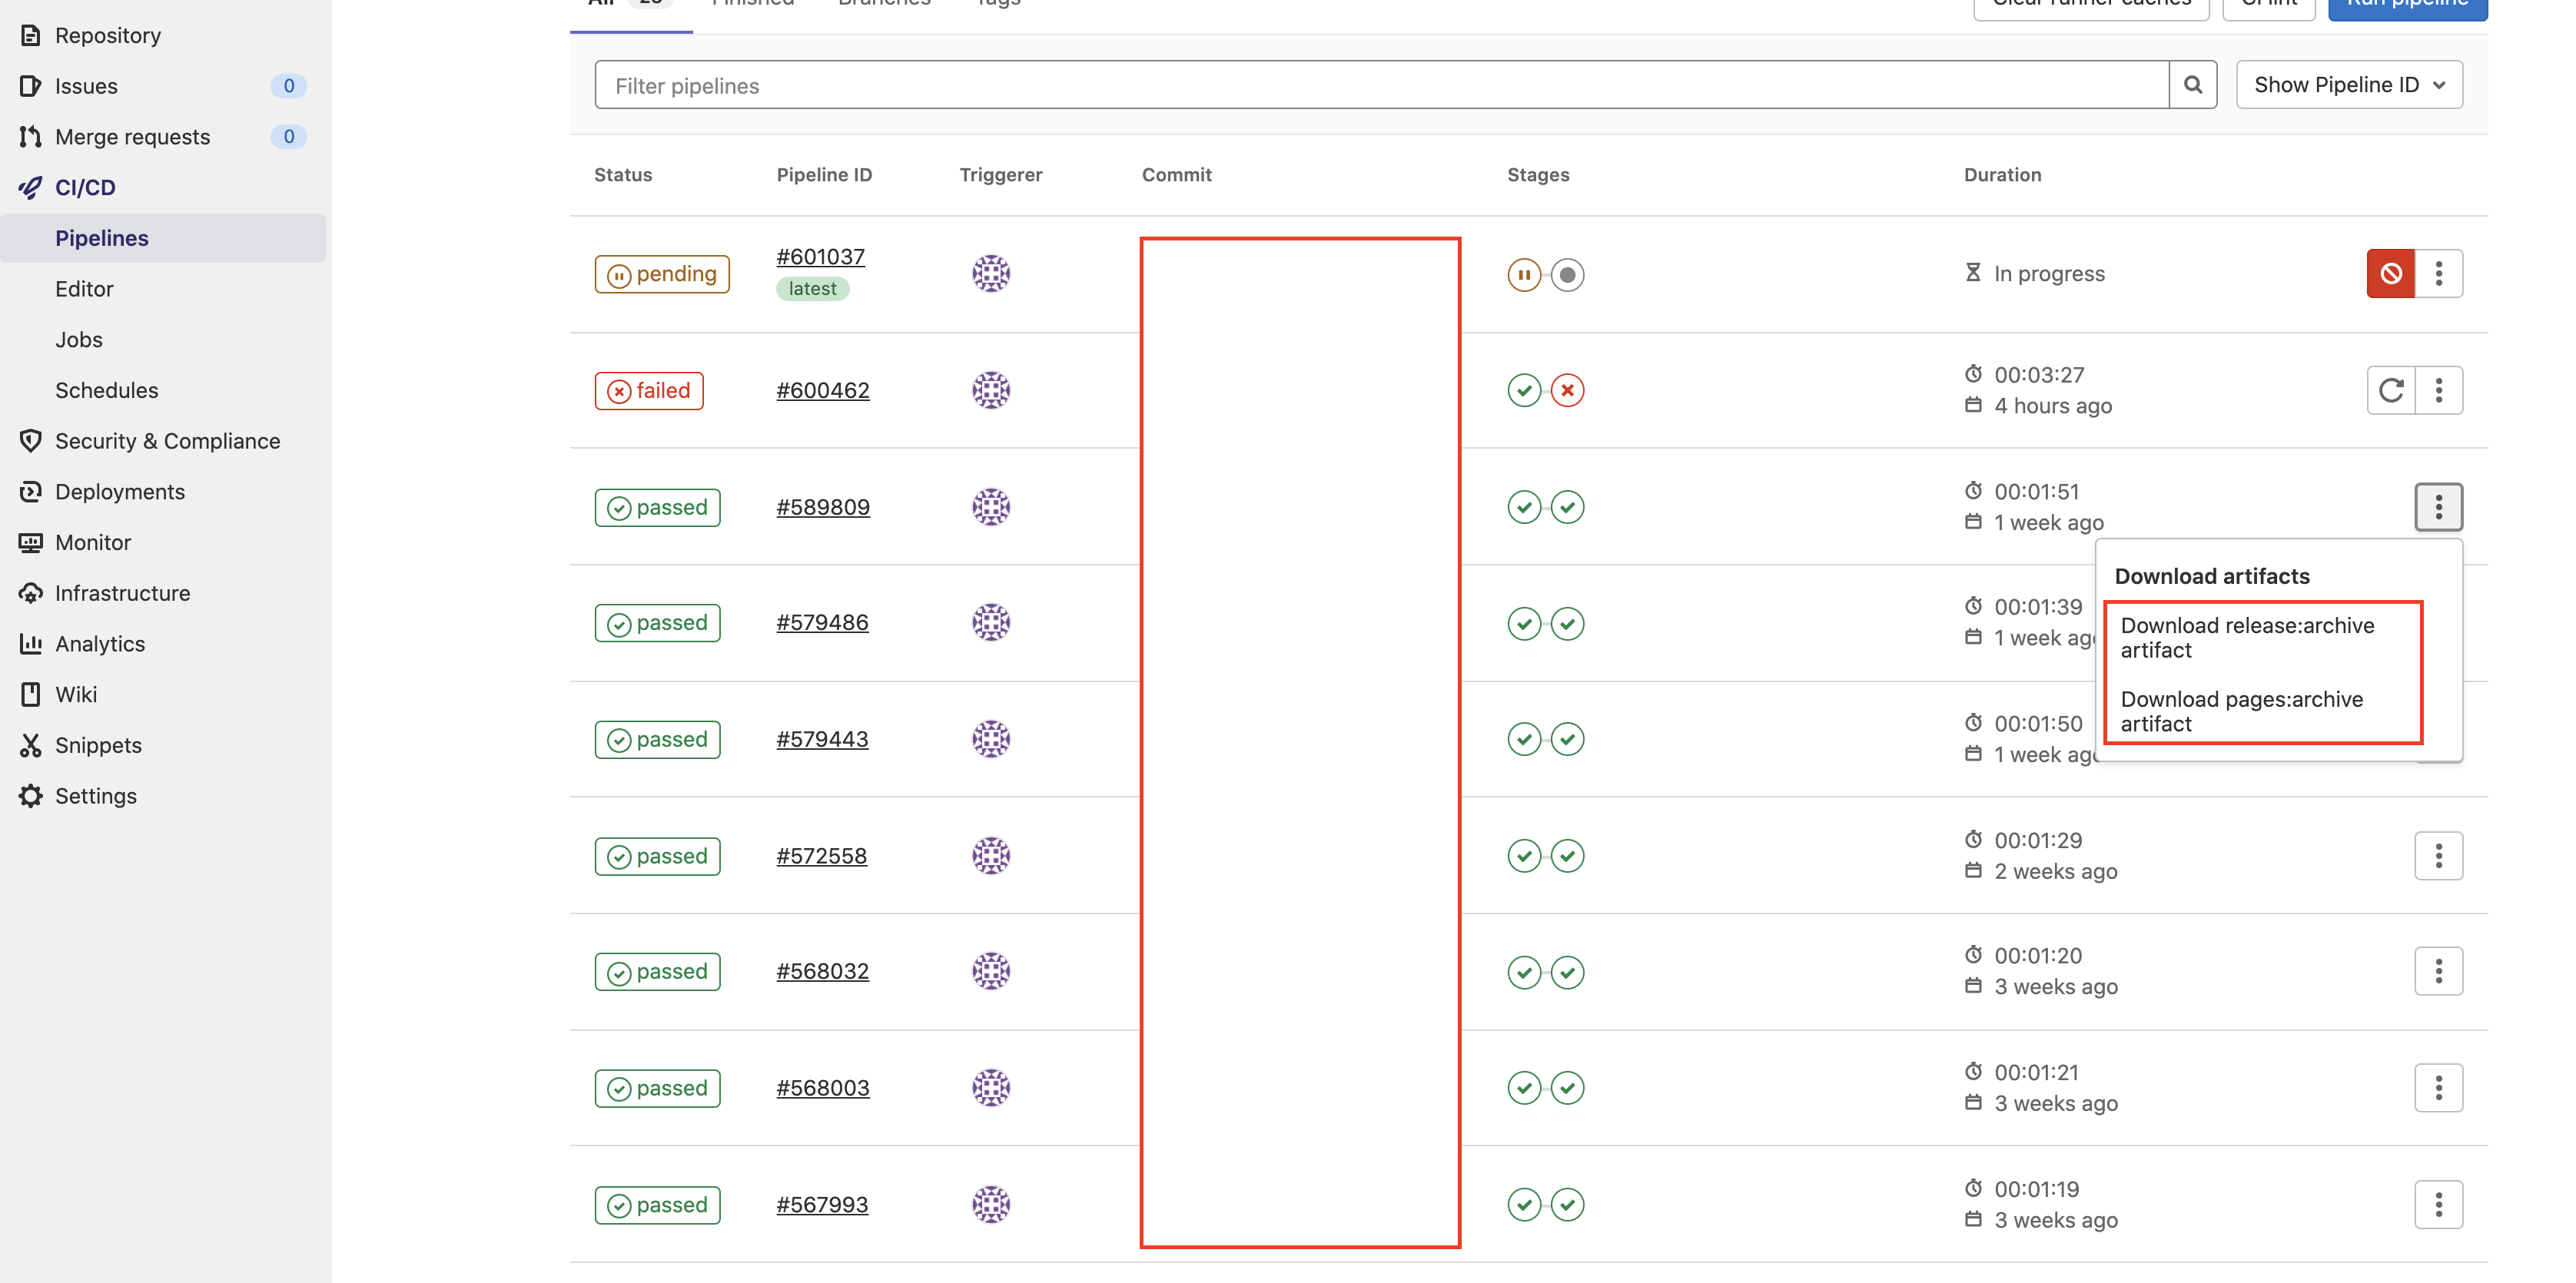 Repository
Issues 0
Merge requests 0
CI/CD
Pipelines
Editor
Jobs
Schedules
Security & Compliance
Deployments
Monitor
Infrastructure
Analytics
Wiki
Snippets
Settings
All Finished Branches Tags
Clear runner caches CI lint Run pipeline
Filter pipelines
Show Pipeline ID
Status Pipeline ID Triggerer Commit Stages Duration
pending #601037 In progress
latest
failed #600462 00:03:27
4 hours ago
passed #589809 00:01:51
1 week ago
Download artifacts
Download release:archive
artifact
Download pages:archive
artifact
passed #579486 00:01:39
1 week ago
passed #579443 00:01:50
1 week ago
passed #572558 00:01:29
2 weeks ago
passed #568032 00:01:20
3 weeks ago
passed #568003 00:01:21
3 weeks ago
passed #567993 00:01:19
3 weeks ago